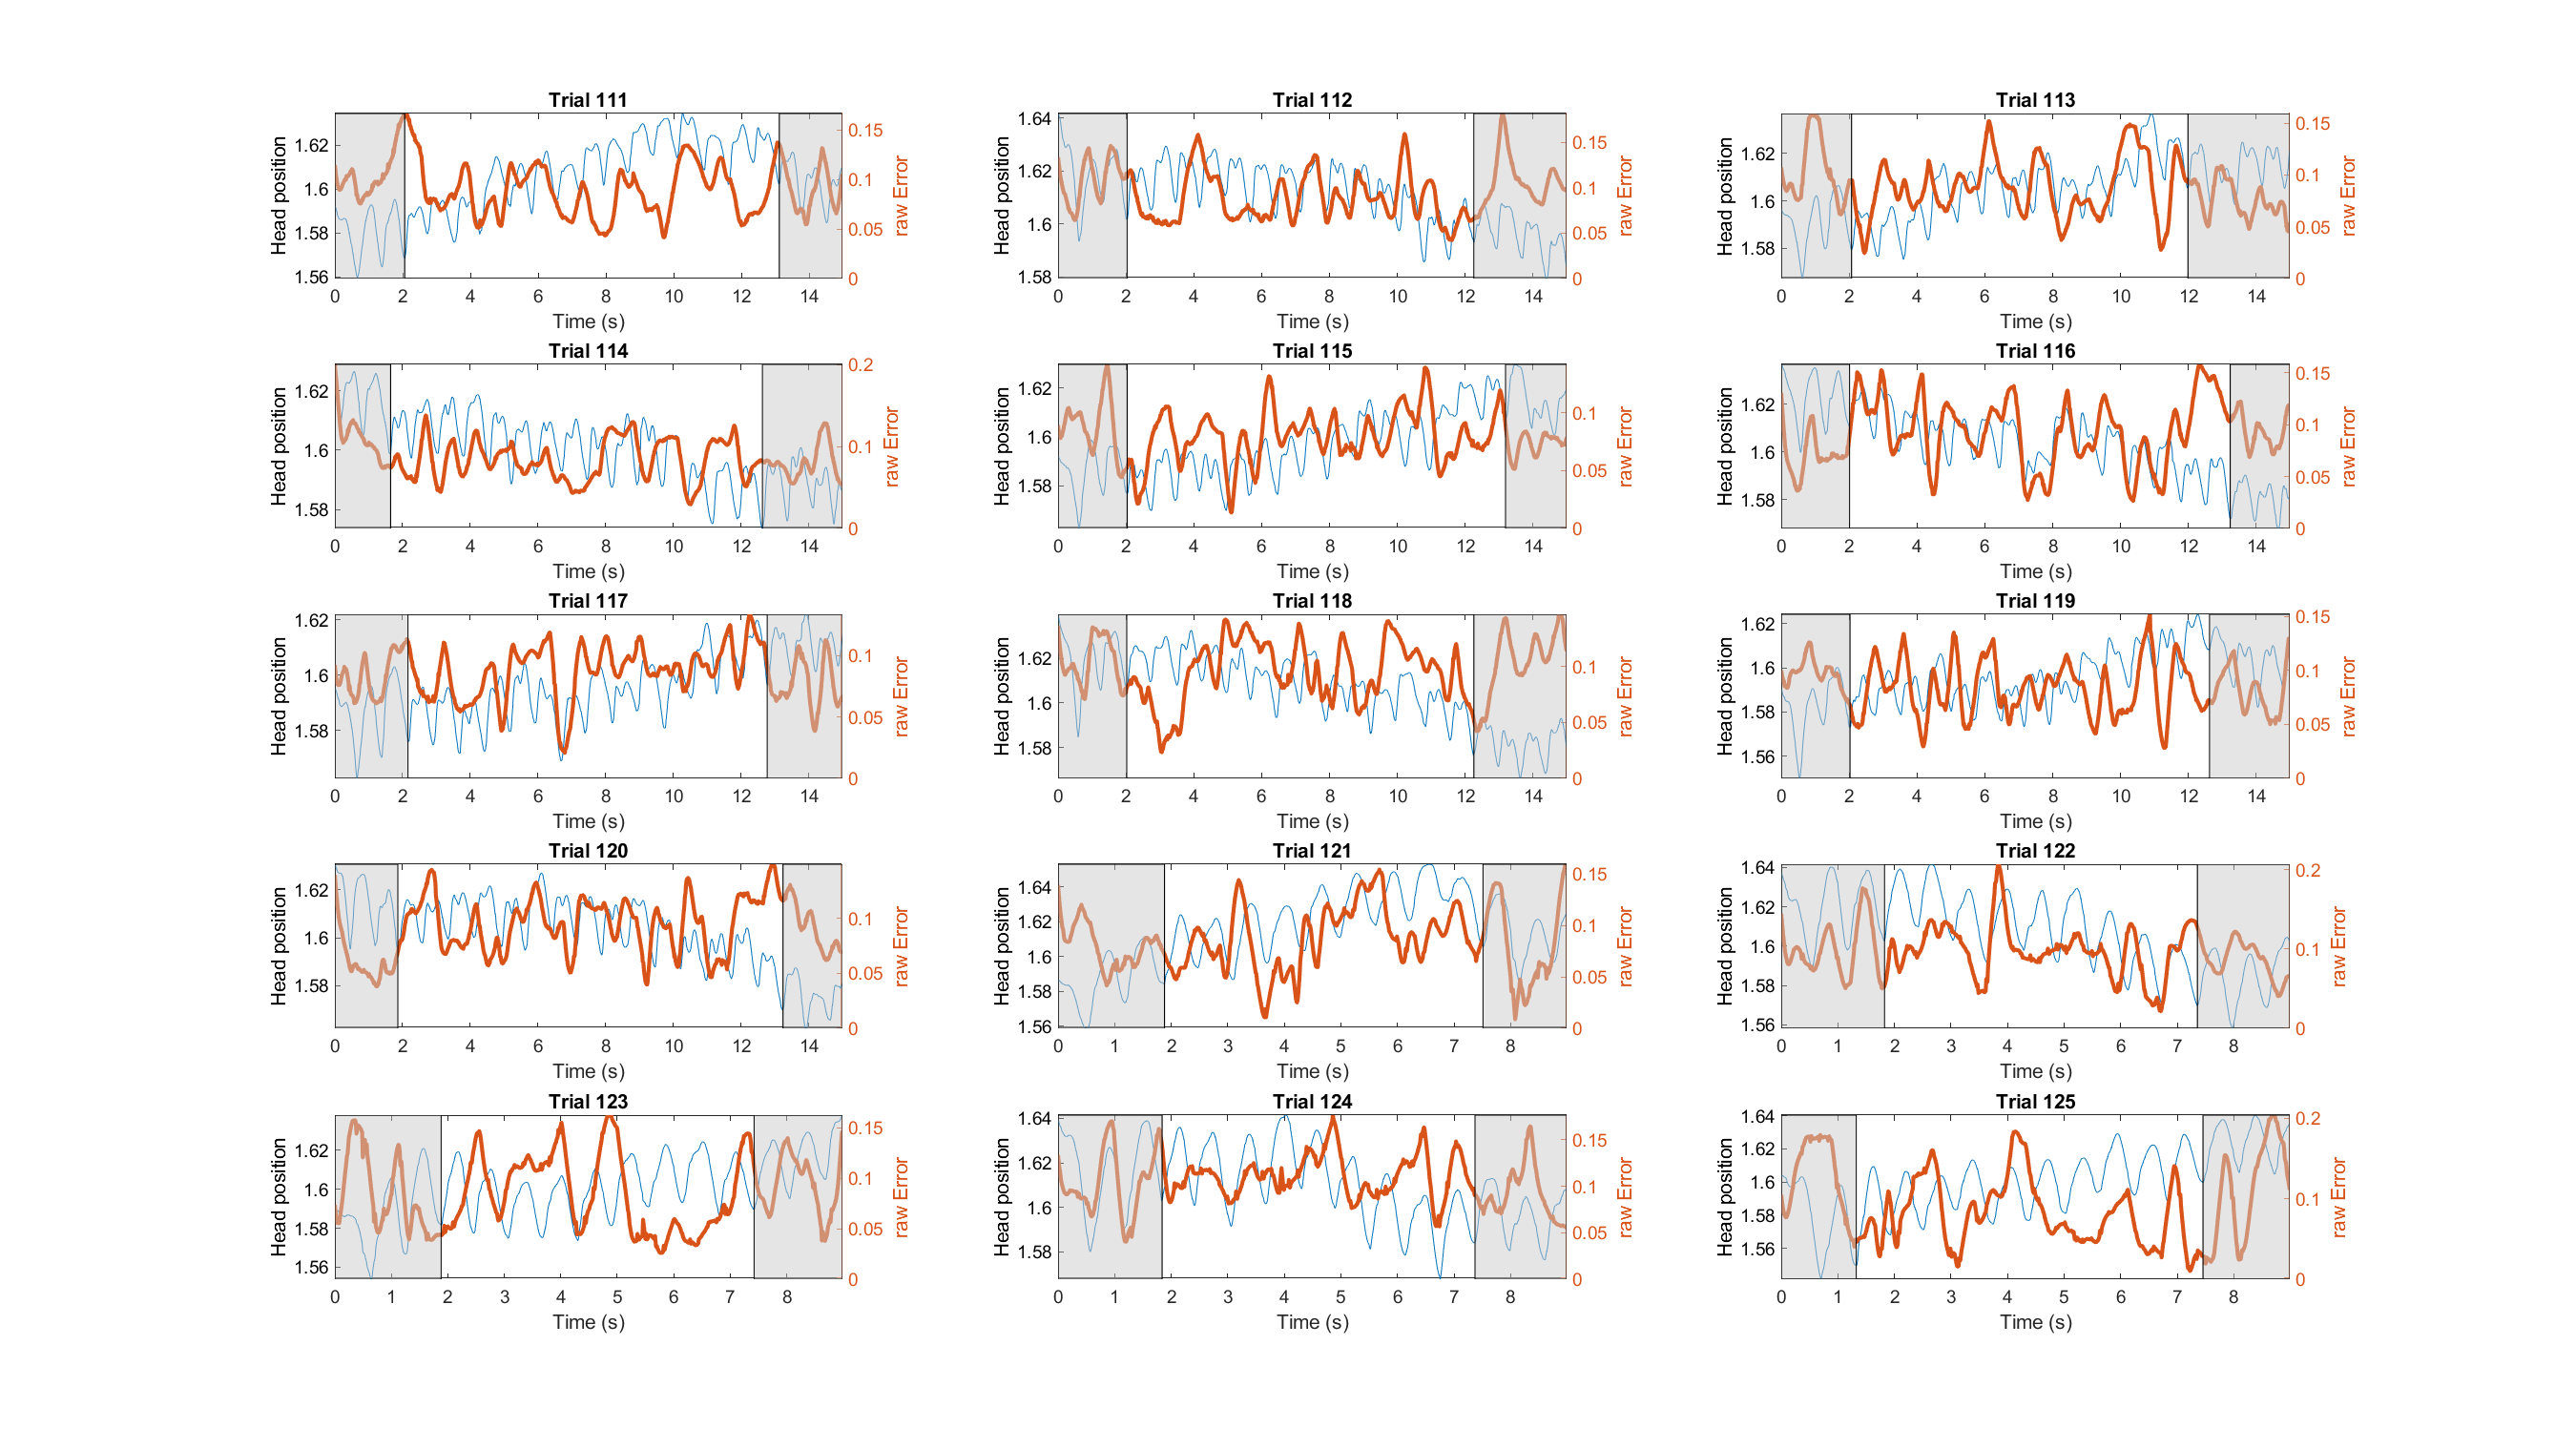 Trial 111
Head position
1.62
1.6
1.58
1.56
0.15
0.1
0.05
0
raw Error
0 2 4 6 8 10 12 14
Time (s)
Trial 112
Head position
1.64
1.62
1.6
1.58
0.15
0.1
0.05
0
raw Error
0 2 4 6 8 10 12 14
Time (s)
Trial 113
Head position
1.62
1.6
1.58
0.15
0.1
0.05
0
raw Error
0 2 4 6 8 10 12 14
Time (s)
Trial 114
Head position
1.62
1.6
1.58
0.2
0.1
0
raw Error
0 2 4 6 8 10 12 14
Time (s)
Trial 115
Head position
1.62
1.6
1.58
0.1
0.05
0
raw Error
0 2 4 6 8 10 12 14
Time (s)
Trial 116
Head position
1.62
1.6
1.58
0.15
0.1
0.05
0
raw Error
0 2 4 6 8 10 12 14
Time (s)
Trial 117
Head position
1.62
1.6
1.58
0.1
0.05
0
raw Error
0 2 4 6 8 10 12 14
Time (s)
Trial 118
Head position
1.62
1.6
1.58
0.1
0.05
0
raw Error
0 2 4 6 8 10 12 14
Time (s)
Trial 119
Head position
1.62
1.6
1.58
1.56
0.15
0.1
0.05
0
raw Error
0 2 4 6 8 10 12 14
Time (s)
Trial 120
Head position
1.62
1.6
1.58
0.1
0.05
0
raw Error
0 2 4 6 8 10 12 14
Time (s)
Trial 121
Head position
1.64
1.62
1.6
1.58
1.56
0.15
0.1
0.05
0
raw Error
0 1 2 3 4 5 6 7 8
Time (s)
Trial 122
Head position
1.64
1.62
1.6
1.58
1.56
0.2
0.1
0
raw Error
0 1 2 3 4 5 6 7 8
Time (s)
Trial 123
Head position
1.62
1.6
1.58
1.56
0.15
0.1
0.05
0
raw Error
0 1 2 3 4 5 6 7 8
Time (s)
Trial 124
Head position
1.64
1.62
1.6
1.58
0.15
0.1
0.05
0
raw Error
0 1 2 3 4 5 6 7 8
Time (s)
Trial 125
Head position
1.64
1.62
1.6
1.58
1.56
0.2
0.1
0
raw Error
0 1 2 3 4 5 6 7 8
Time (s)